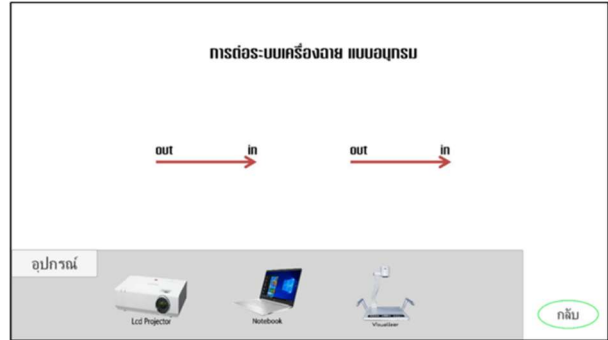 การต่อระบบเครื่องฉาย แบบอนุกรม
out in out in
อุปกรณ์
Lcd Projector Notebook Visualizer
กลับ